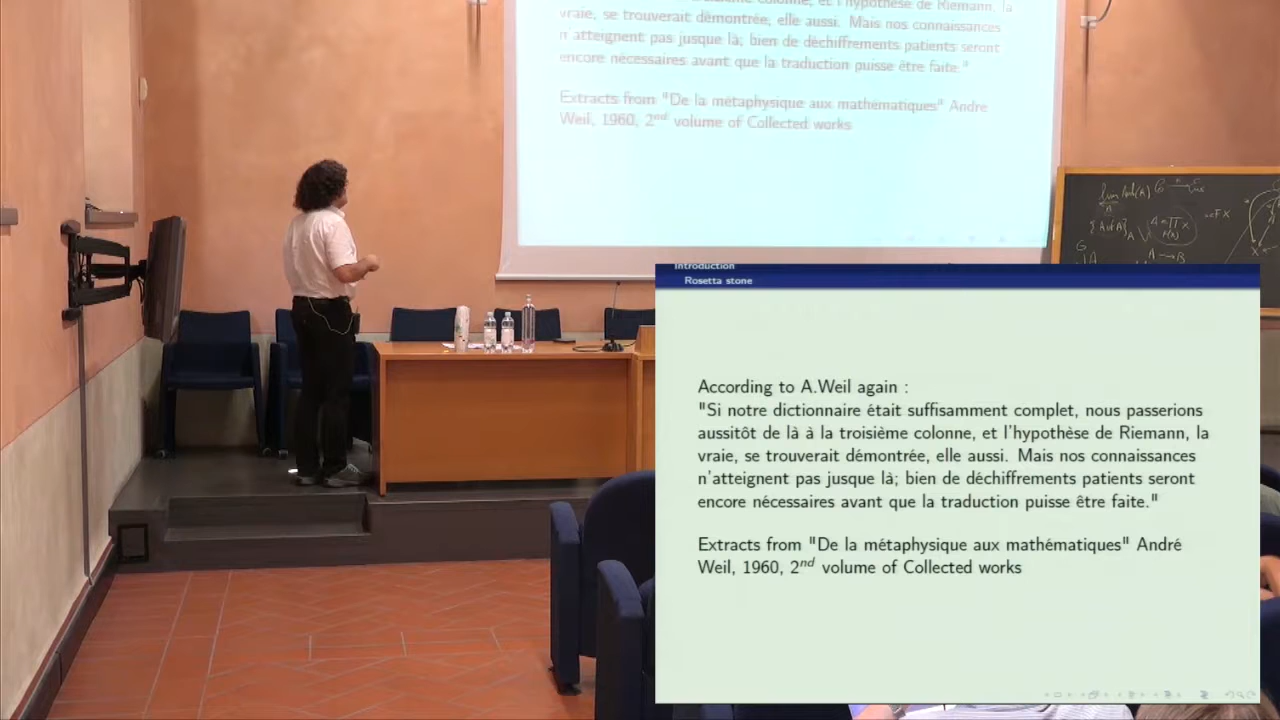 vraie, se trouverait démontrée, elle aussi. Mais nos connaissances
n'atteignent pas jusque là; bien de déchiffrements patients seront
encore nécessaires avant que la traduction puisse être faite."
Extracts from "De la métaphysique aux mathématiques" André
Weil, 1960, 2nd volume of Collected works
Introduction
Rosetta stone
According to A.Weil again :
"Si notre dictionnaire était suffisamment complet, nous passerions
aussitôt de là à la troisième colonne, et l'hypothèse de Riemann, la
vraie, se trouverait démontrée, elle aussi. Mais nos connaissances
n'atteignent pas jusque là; bien de déchiffrements patients seront
encore nécessaires avant que la traduction puisse être faite."
Extracts from "De la métaphysique aux mathématiques" André
Weil, 1960, 2nd volume of Collected works